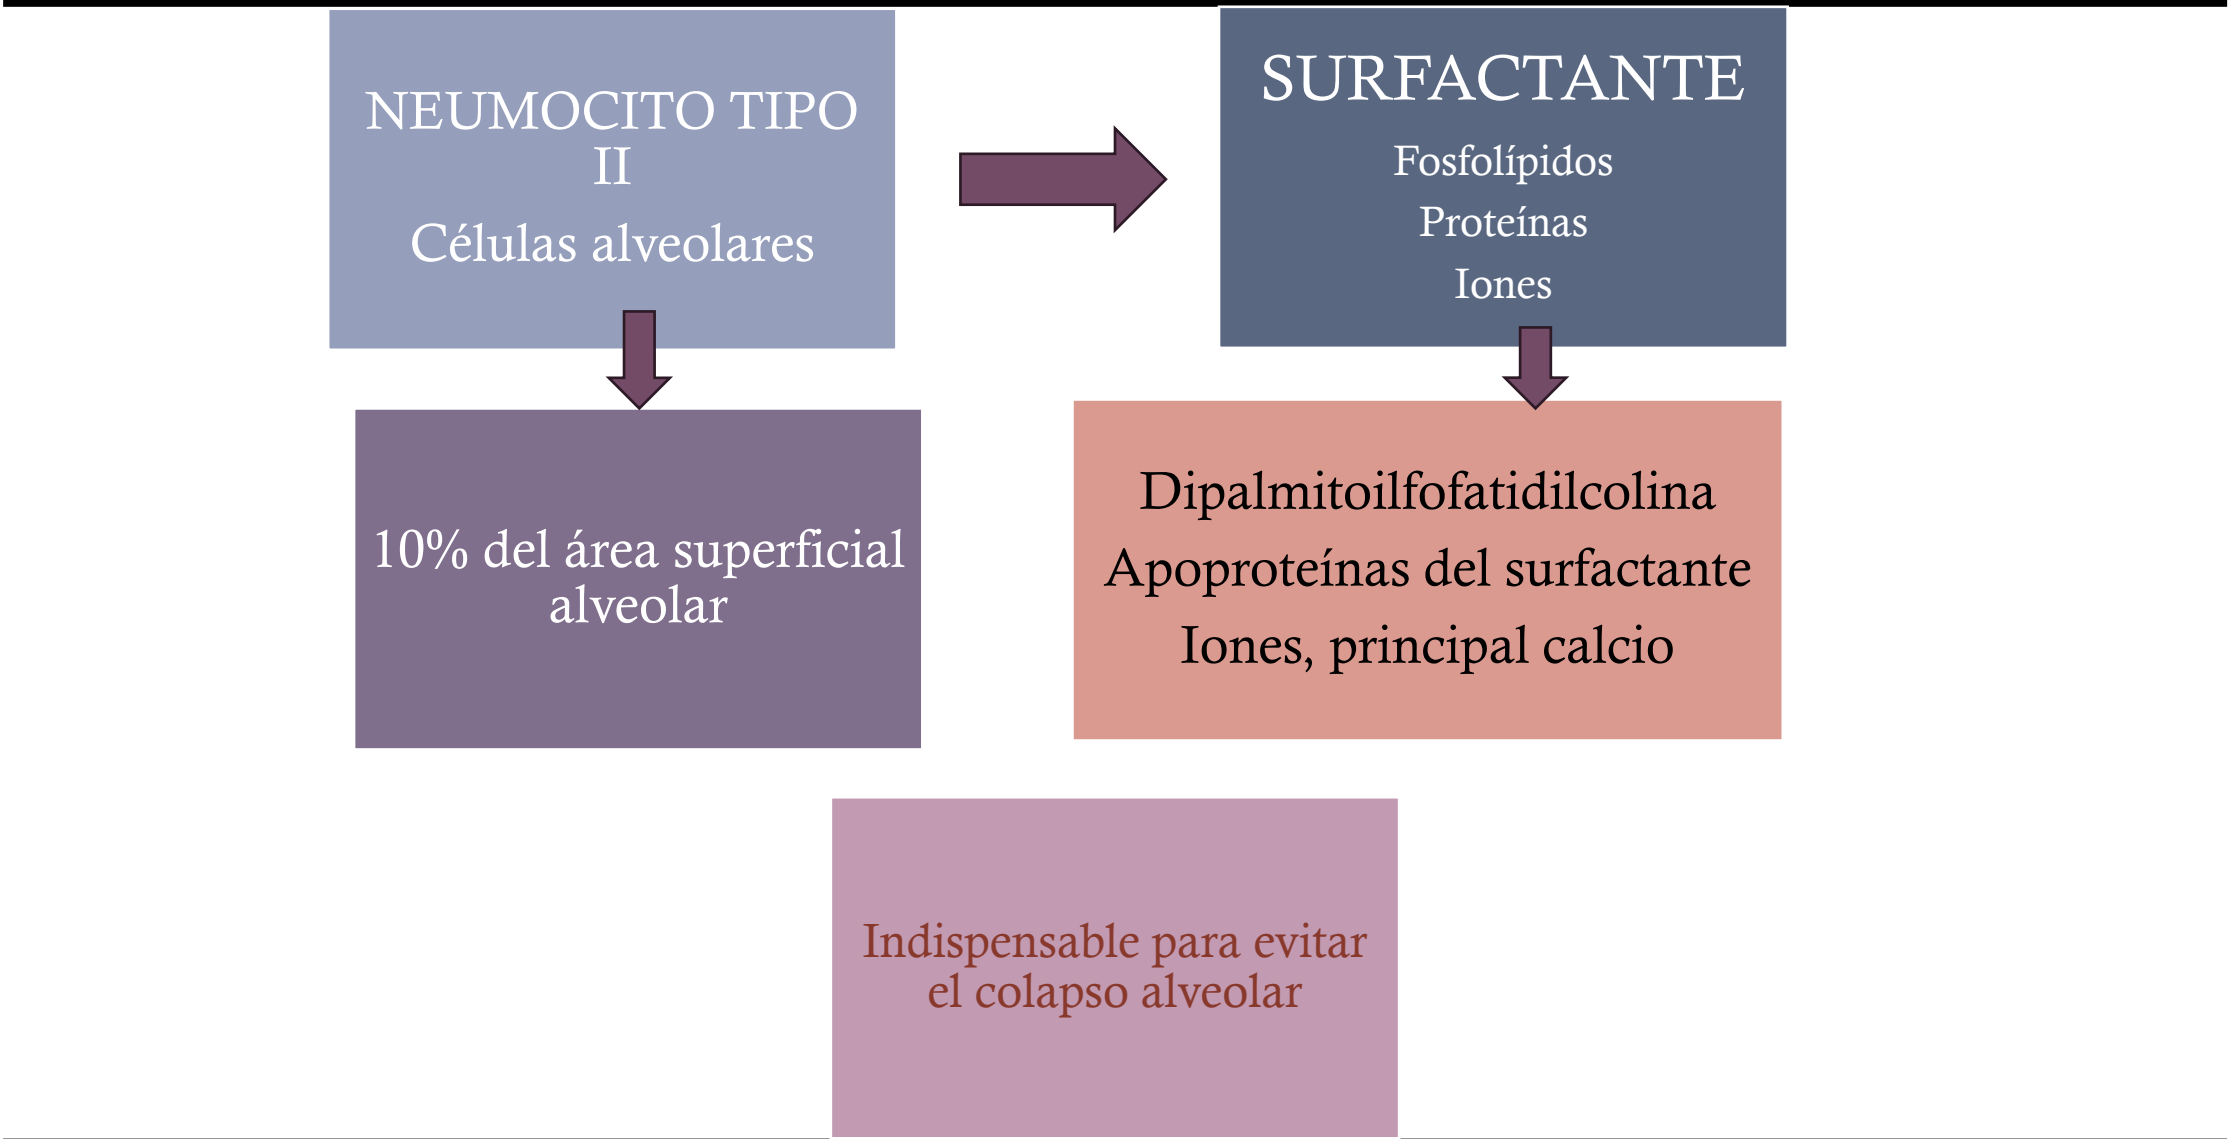 NEUMOCITO TIPO
II
Células alveolares
SURFACTANTE
Fosfolípidos
Proteínas
Iones
10% del área superficial
alveolar
Dipalmitoilfofatidilcolina
Apoproteínas del surfactante
Iones, principal calcio
Indispensable para evitar
el colapso alveolar